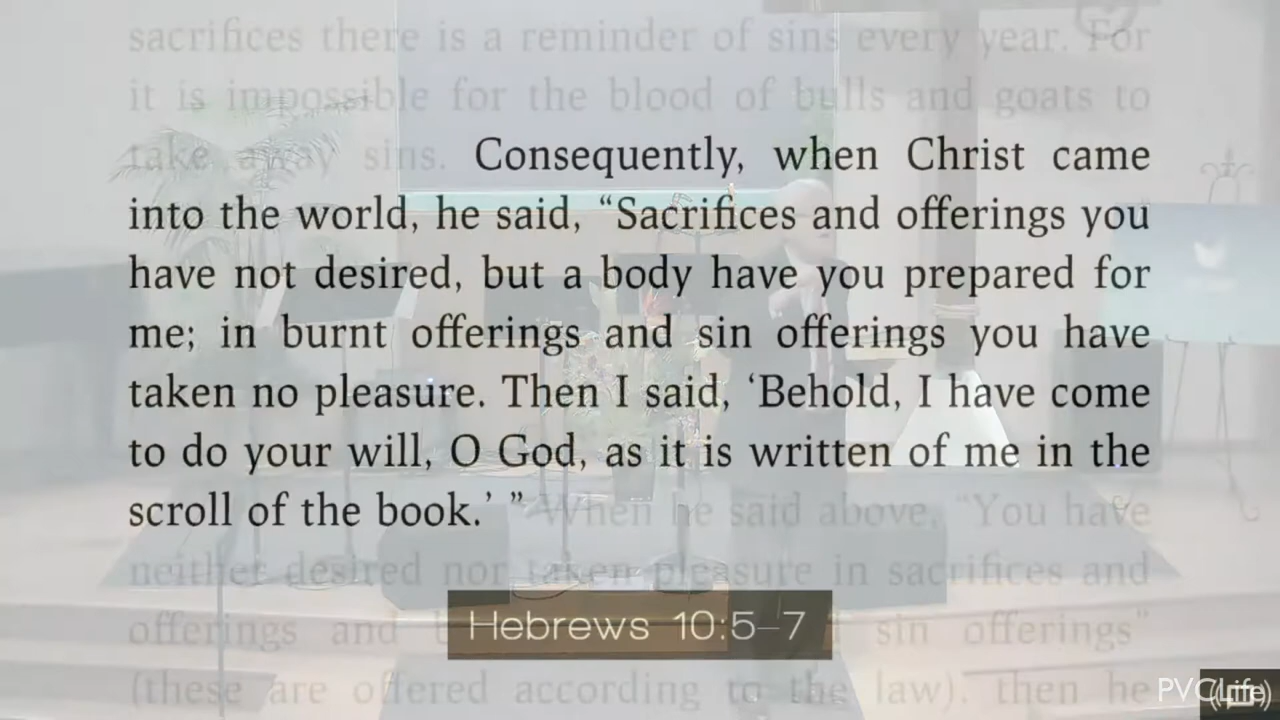 sacrifices there is a reminder of sins every year. For
it is impossible for the blood of bulls and goats to
take away sins. Consequently, when Christ came
into the world, he said, “Sacrifices and offerings you
have not desired, but a body have you prepared for
me; in burnt offerings and sin offerings you have
taken no pleasure. Then I said, ‘Behold, I have come
to do your will, O God, as it is written of me in the
scroll of the book.’ ” When he said above, “You have
neither desired nor taken pleasure in sacrifices and
offerings and sin offerings”
(these are offered according to the law), then he
Hebrews 10:5–7
PVCLife